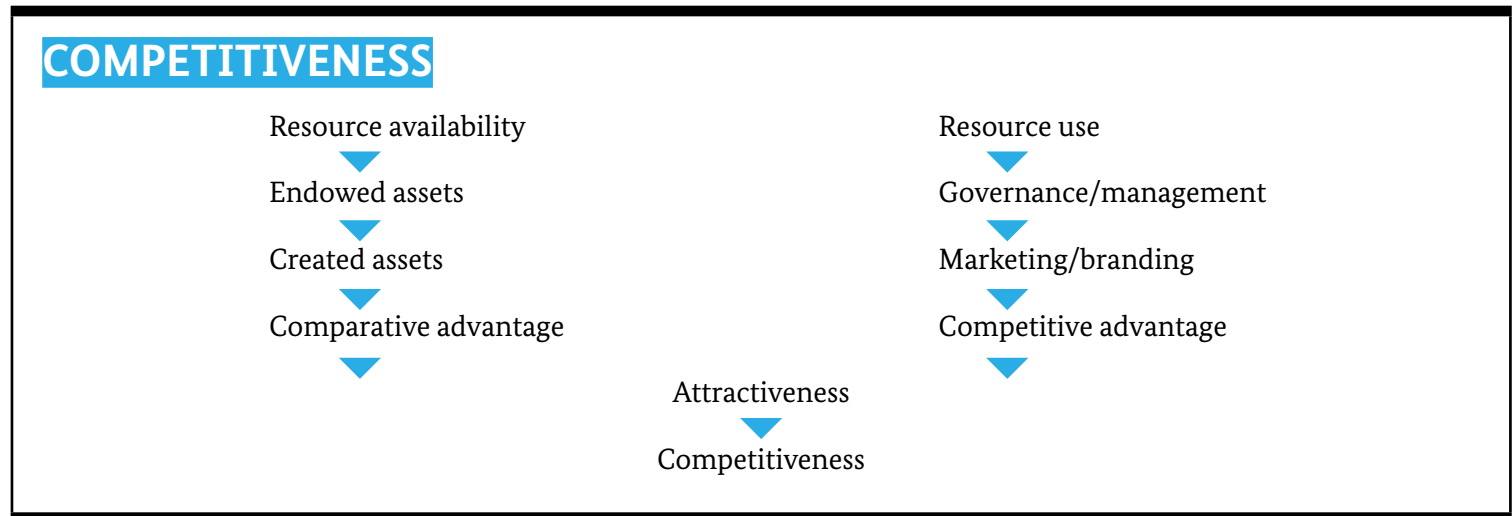 COMPETITIVENESS
Resource availability
Endowed assets
Created assets
Comparative advantage
Resource use
Governance/management
Marketing/branding
Competitive advantage
Attractiveness
Competitiveness